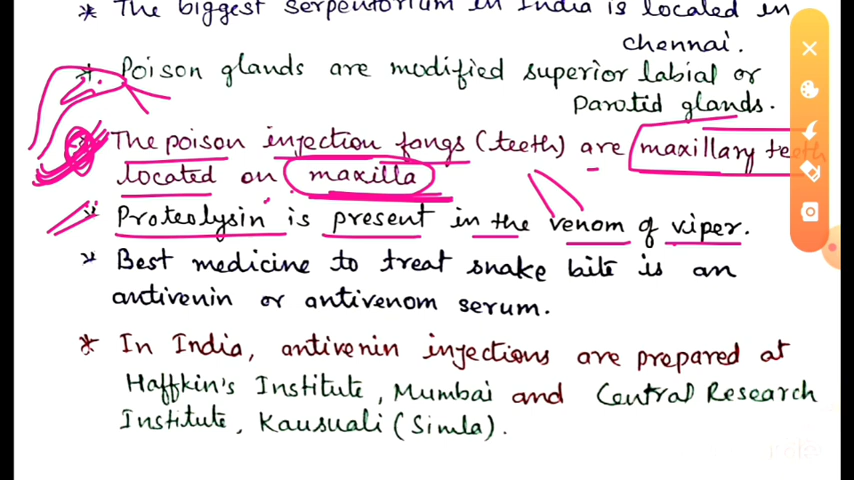 * The biggest serpentorium in India is located in
chennai.
* Poison glands are modified superior labial or
Parotid glands.
* The poison injection fangs (teeth) are maxillary teeth
located on maxilla
* Proteolysin is present in the venom of viper.
* Best medicine to treat snake bite is an
antivenin or antivenom serum.
* In India, antivenin injections are prepared at
Haffkin's Institute, Mumbai and Central Research
Institute, Kausuali (Simla).